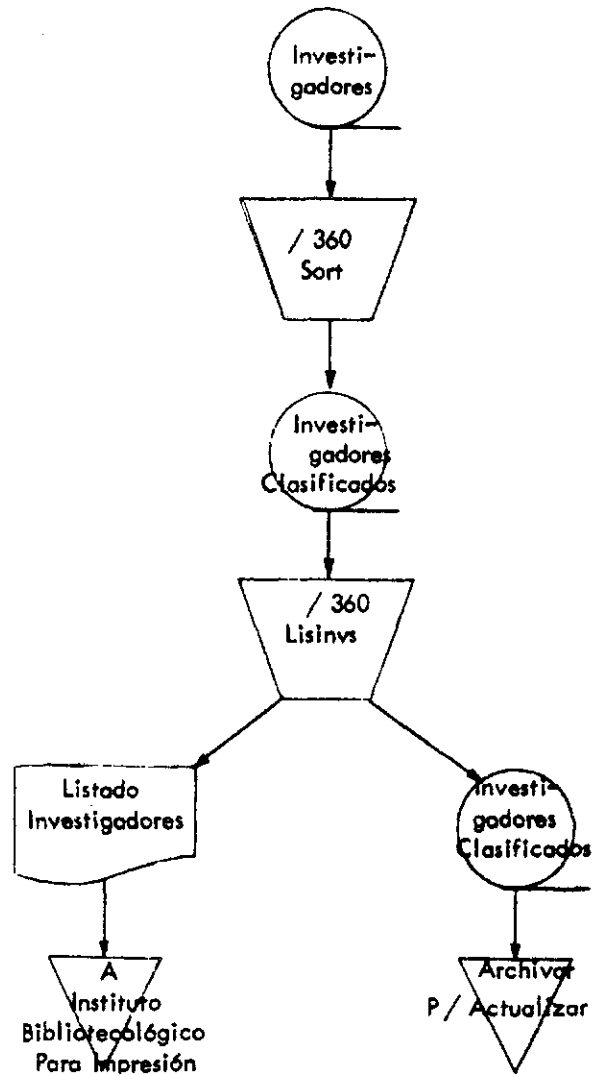 Investi-
gadores
/ 360
Sort
Investi-
gadores
Clasificados
/ 360
Lisinvs
Listado
Investigadores
Investi-
gadores
Clasificados
A
Instituto
Bibliotecológico
Para Impresión
Archivar
P / Actualizar